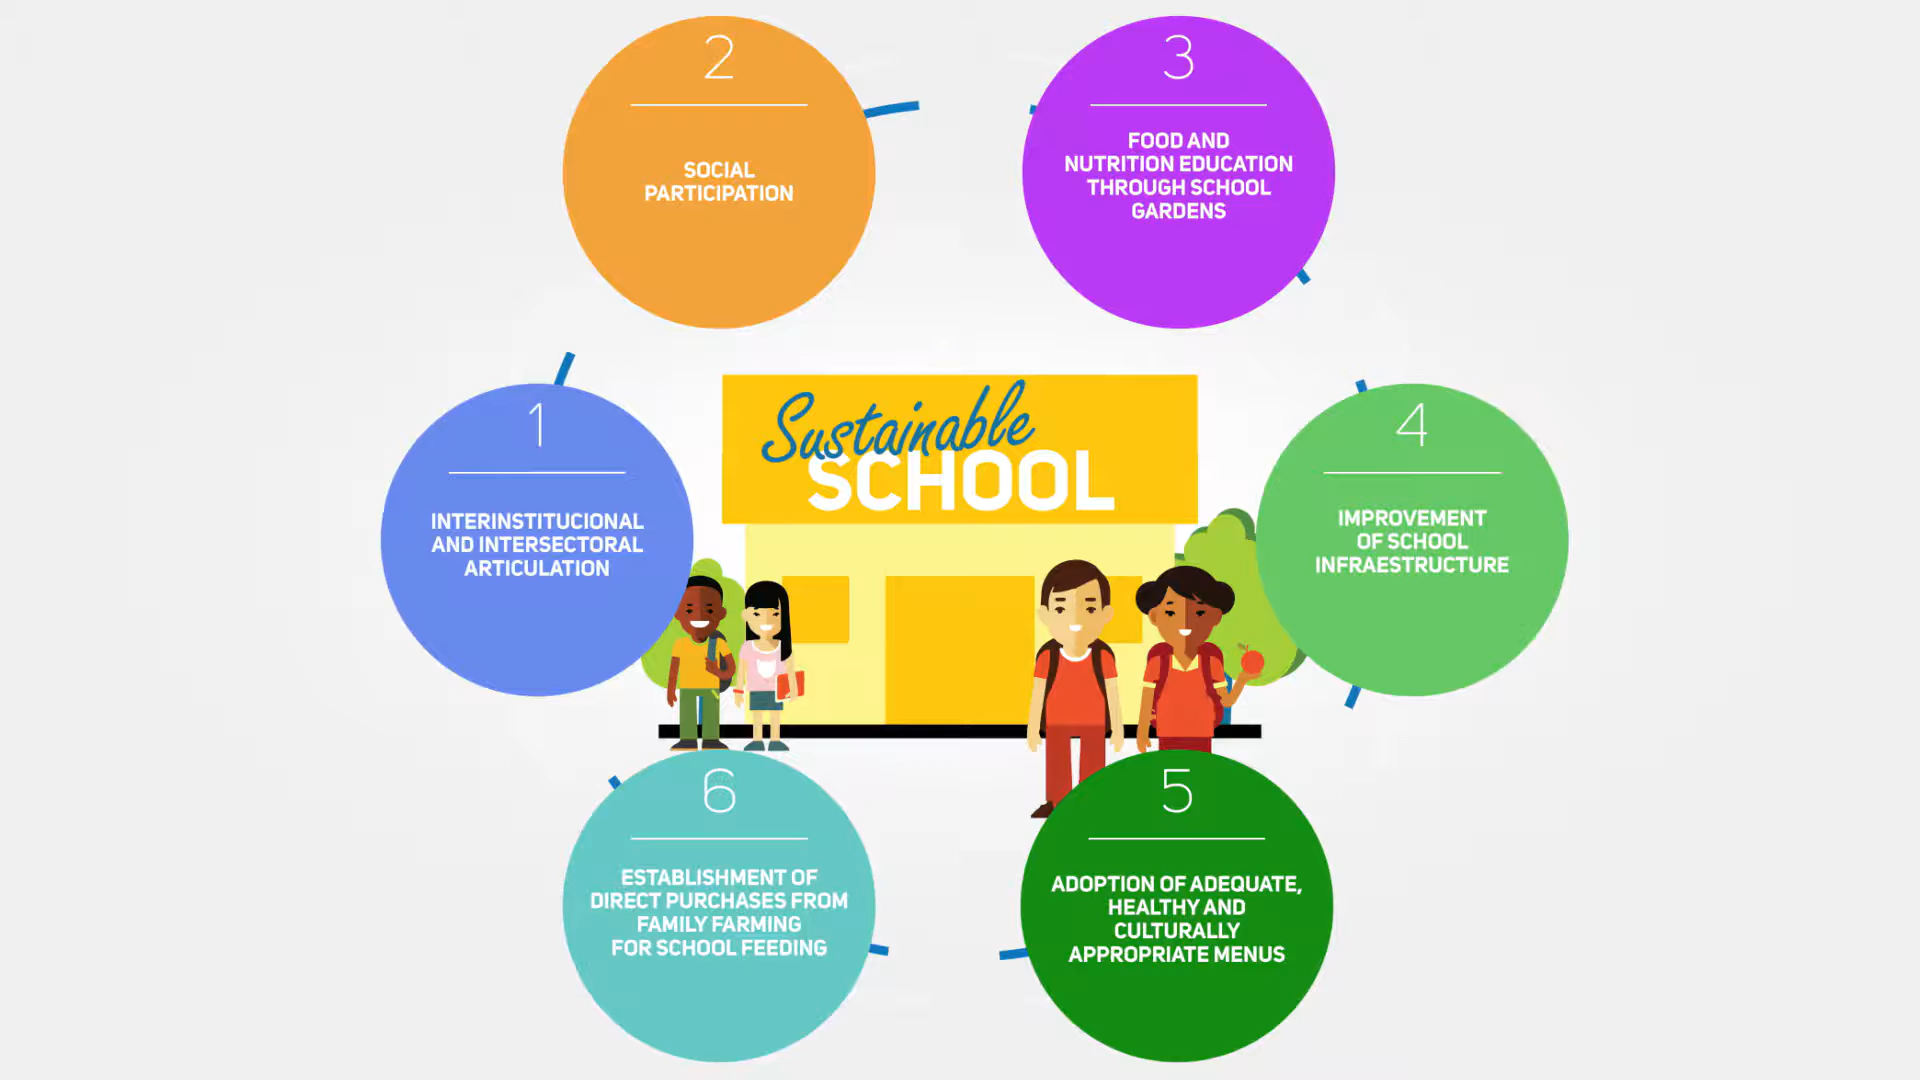 2
SOCIAL
PARTICIPATION
3
FOOD AND
NUTRITION EDUCATION
THROUGH SCHOOL
GARDENS
Sustainable
SCHOOL
1
INTERINSTITUCIONAL
AND INTERSECTORAL
ARTICULATION
4
IMPROVEMENT
OF SCHOOL
INFRAESTRUCTURE
6
ESTABLISHMENT OF
DIRECT PURCHASES FROM
FAMILY FARMING
FOR SCHOOL FEEDING
5
ADOPTION OF ADEQUATE,
HEALTHY AND
CULTURALLY
APPROPRIATE MENUS